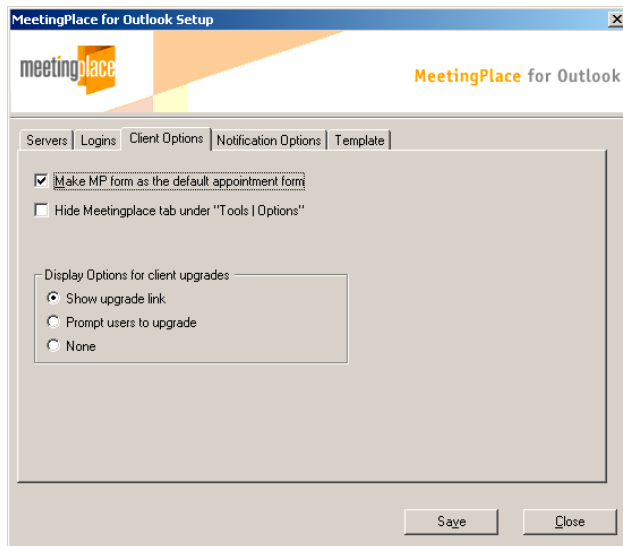 MeetingPlace for Outlook Setup
meetingplace
MeetingPlace for Outlook
Servers Logins Client Options Notification Options Template
Make MP form as the default appointment form
Hide Meetingplace tab under "Tools | Options"
Display Options for client upgrades
Show upgrade link
Prompt users to upgrade
None
Save Close